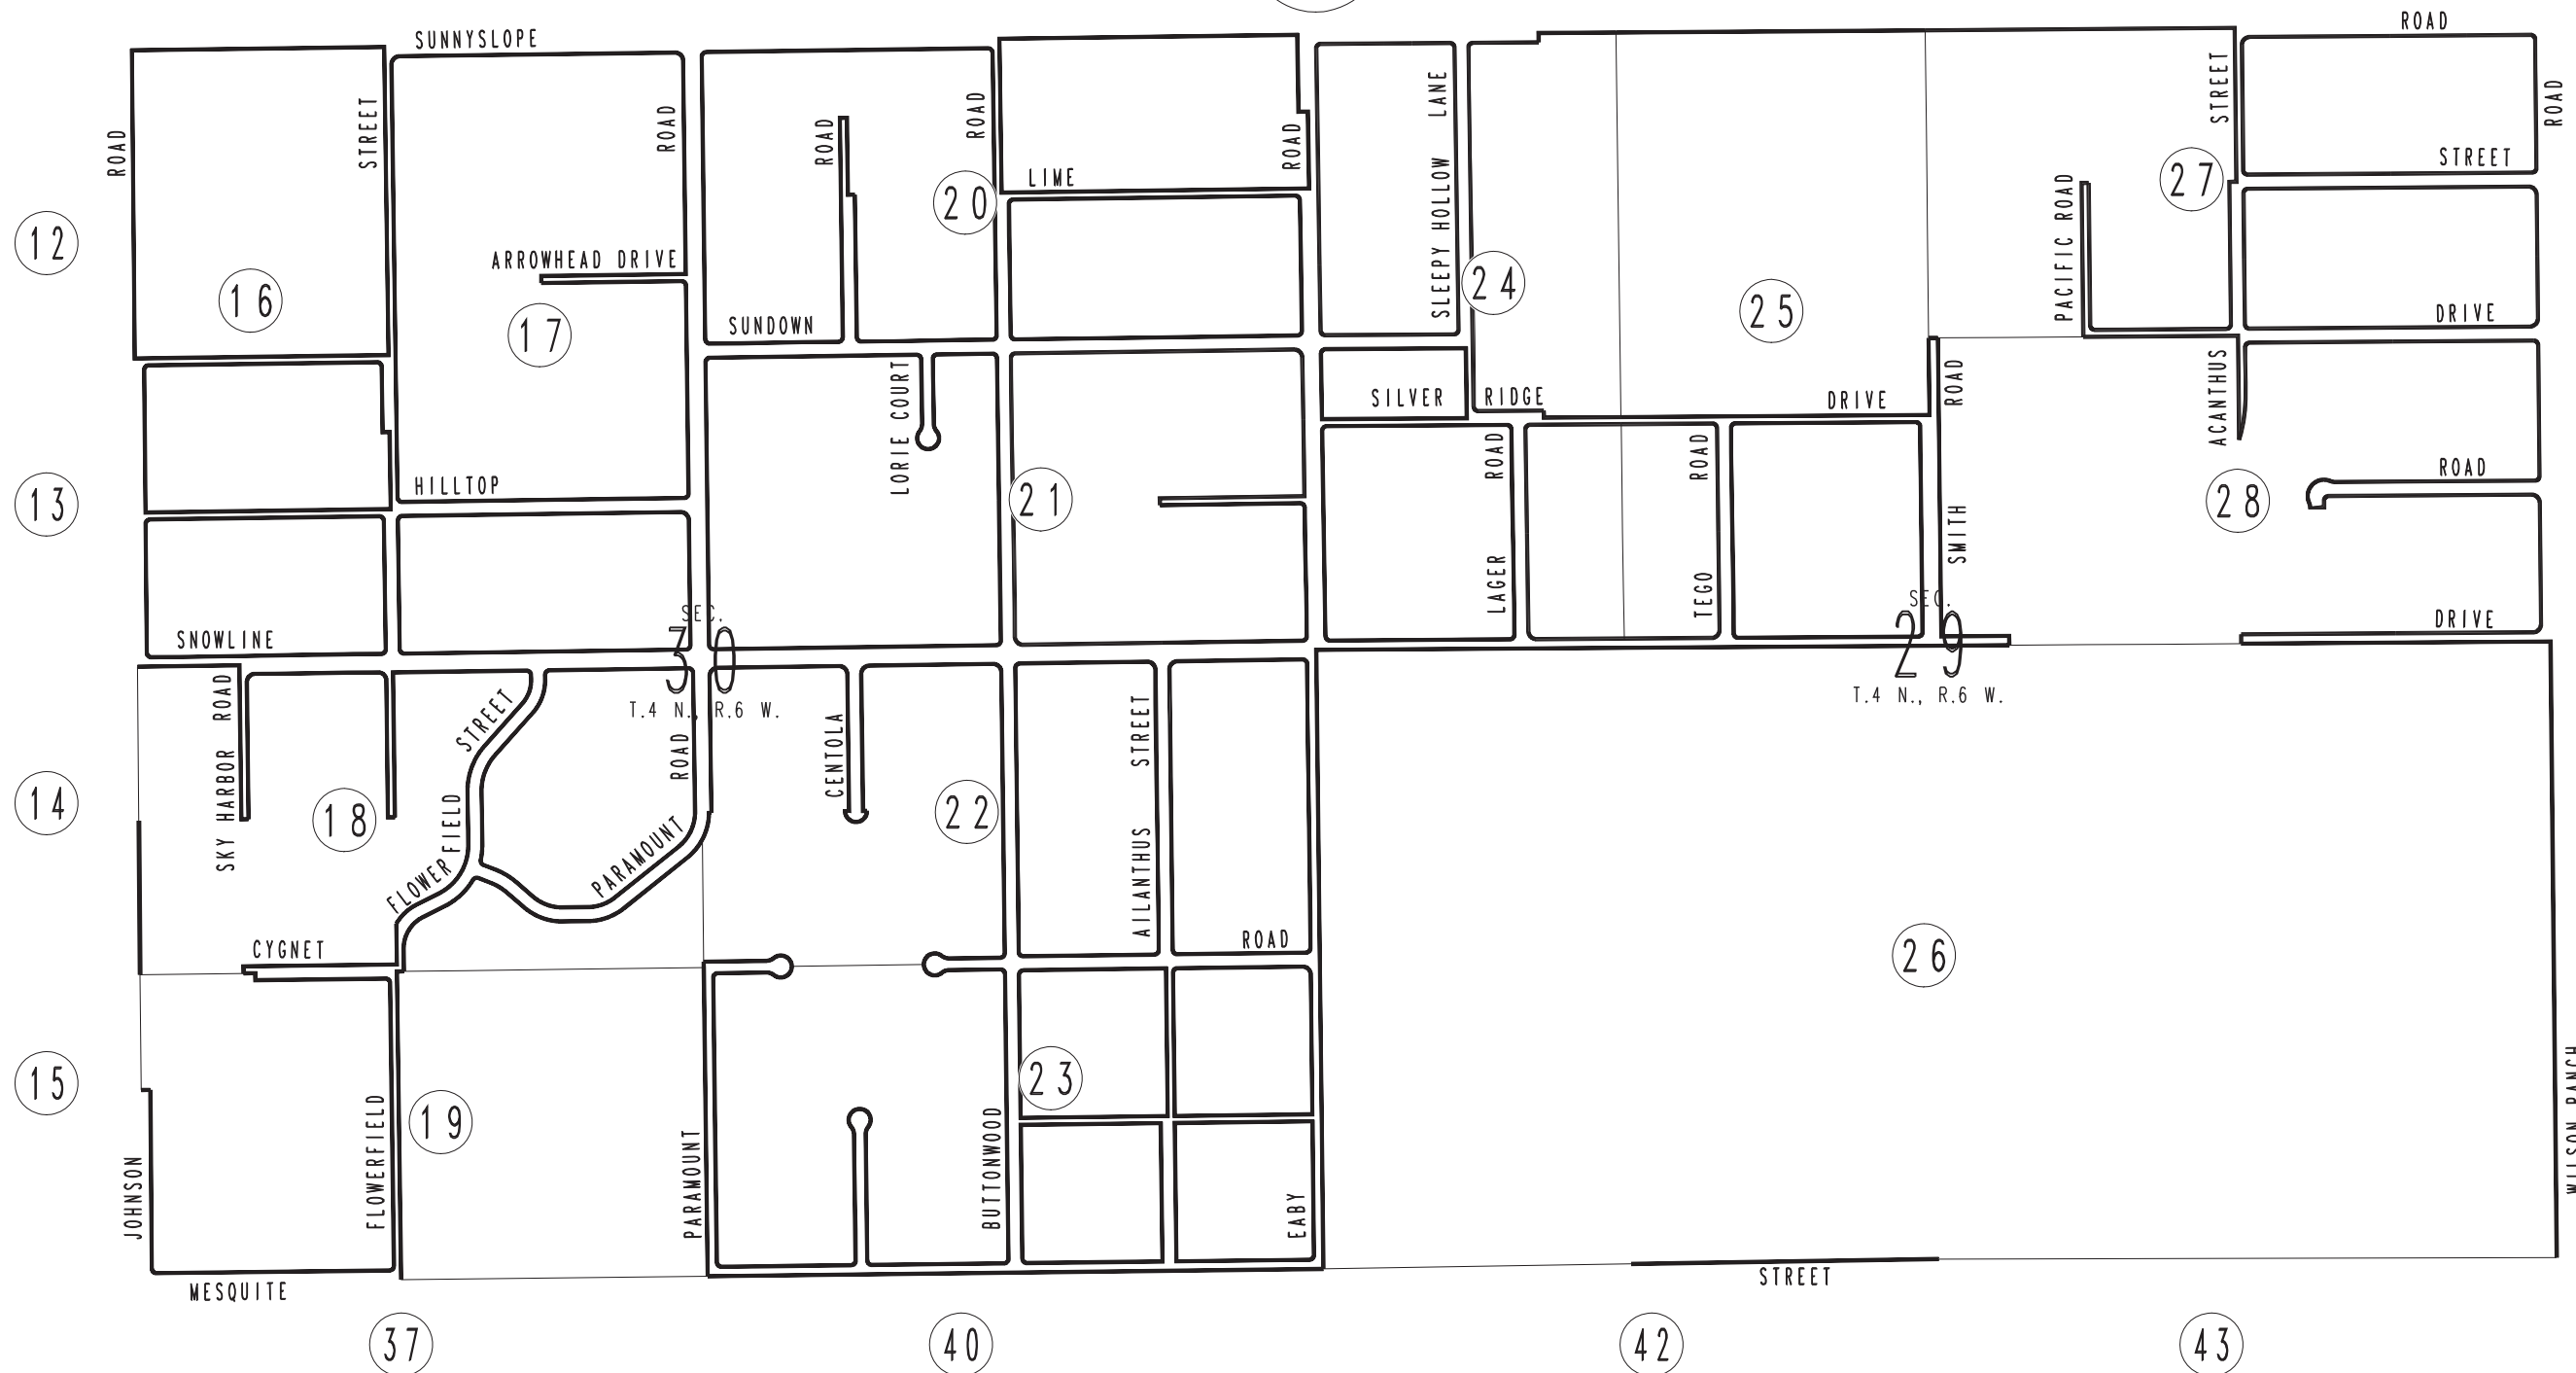 SUNNYSLOPE
ROAD
ROAD
STREET
ROAD
ROAD
ROAD
LIME
ROAD
SLEEPY HOLLOW LANE
STREET
STREET
ROAD
PACIFIC ROAD
12
16
17
20
24
25
27
ARROWHEAD DRIVE
SUNDOWN
DRIVE
LORIE COURT
SILVER RIDGE DRIVE
ROAD
ACANTHUS
HILLTOP
13
21
LAGER ROAD
TEGO ROAD
SMITH
28
ROAD
SNOWLINE
DRIVE
SEC.
30
T.4 N., R.6 W.
SEC.
29
T.4 N., R.6 W.
SKY HARBOR ROAD
STREET
FLOWER FIELD
ROAD
PARAMOUNT
CENTOLA
AILANTHUS STREET
14
18
22
CYGNET
ROAD
26
15
19
23
JOHNSON
FLOWERFIELD
PARAMOUNT
BUTTONWOOD
EABY
WILSON RANCH
MESQUITE
STREET
37
40
42
43